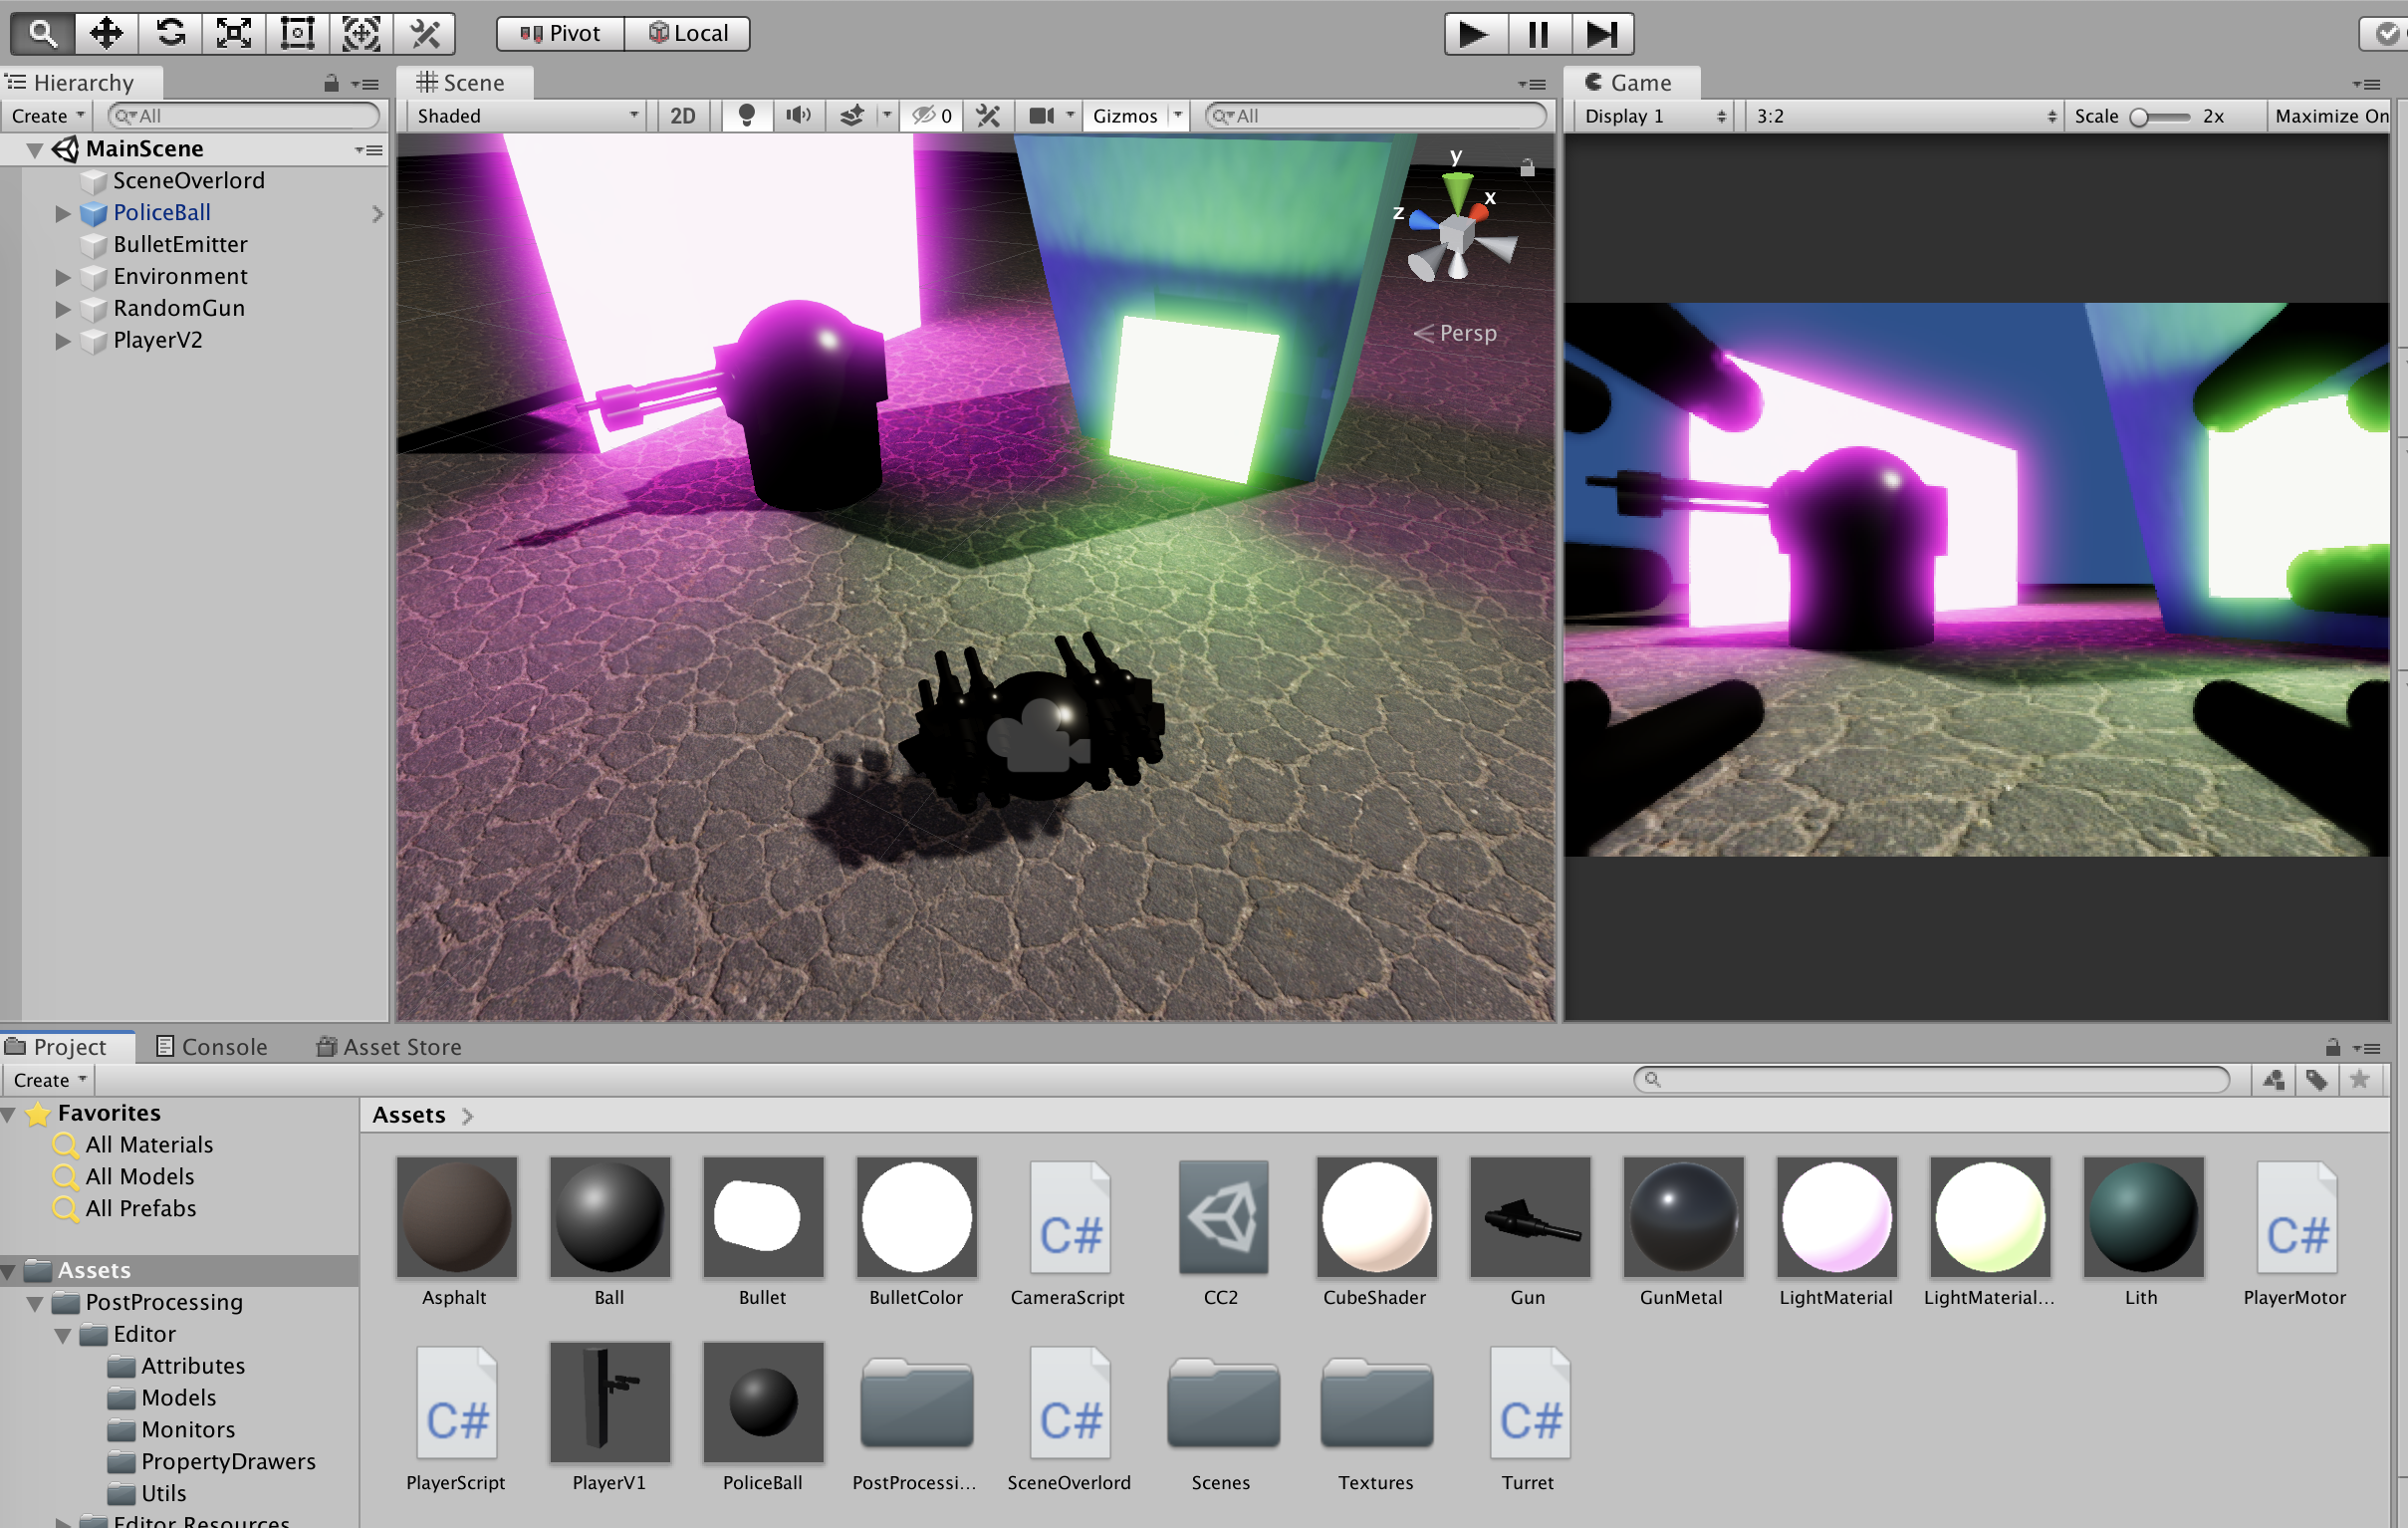 Pivot Local
Hierarchy
Create All
MainScene
SceneOverlord
PoliceBall
BulletEmitter
Environment
RandomGun
PlayerV2
Scene
Shaded 2D 0 Gizmos All
y
x
z
Persp
Game
Display 1 3:2 Scale 2x Maximize On
Project Console Asset Store
Create
Favorites
All Materials
All Models
All Prefabs
Assets
PostProcessing
Editor
Attributes
Models
Monitors
PropertyDrawers
Utils
Editor Resources
Assets
C# C#
Asphalt Ball Bullet BulletColor CameraScript CC2 CubeShader Gun GunMetal LightMaterial LightMaterial... Lith PlayerMotor
C# C# C#
PlayerScript PlayerV1 PoliceBall PostProcessi... SceneOverlord Scenes Textures Turret